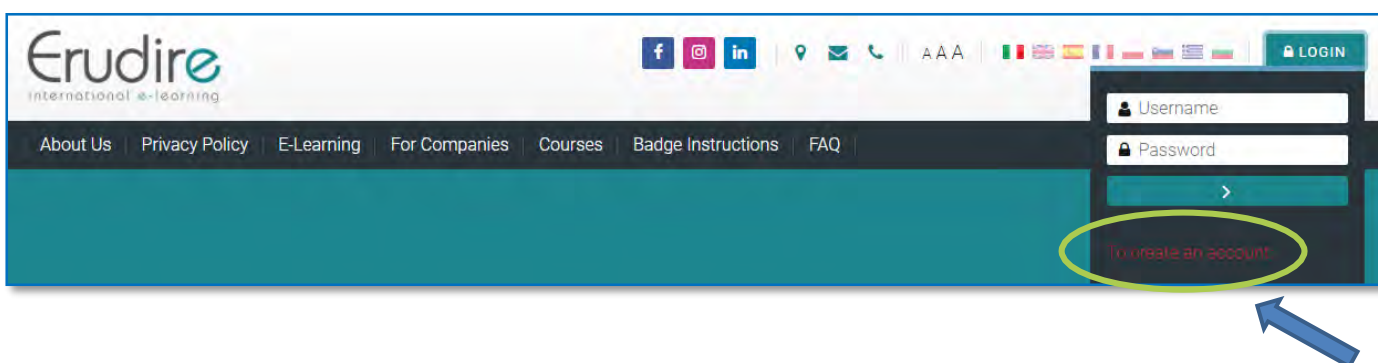 Erudire
international e-learning
A A A
LOGIN
Username
About Us Privacy Policy E-Learning For Companies Courses Badge Instructions FAQ
Password
To create an account